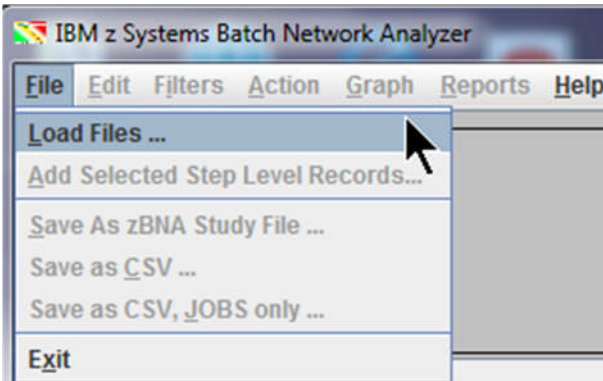 IBM z Systems Batch Network Analyzer
File Edit Filters Action Graph Reports Help
Load Files ...
Add Selected Step Level Records...
Save As zBNA Study File ...
Save as CSV ...
Save as CSV, JOBS only ...
Exit